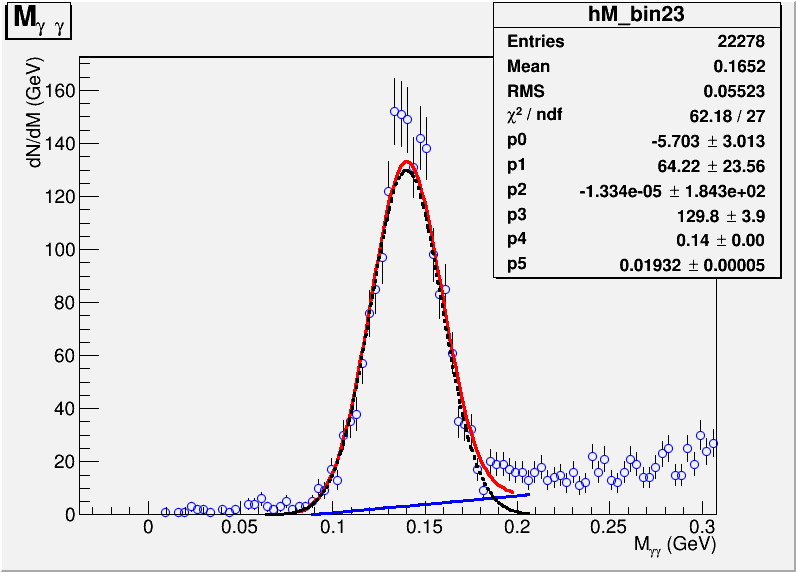 M γ γ
hM_bin23
Entries 22278
Mean 0.1652
RMS 0.05523
χ² / ndf 62.18 / 27
p0 -5.703 ± 3.013
p1 64.22 ± 23.56
p2 -1.334e-05 ± 1.843e+02
p3 129.8 ± 3.9
p4 0.14 ± 0.00
p5 0.01932 ± 0.00005
dN/dM (GeV)
160
140
120
100
80
60
40
20
0
0 0.05 0.1 0.15 0.2 0.25 0.3
Mγγ (GeV)